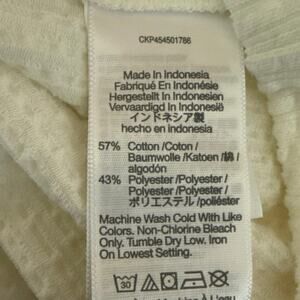 CKP454501786
Made In Indonesia
Fabriqué En Indonésie
Hergestellt In Indonesien
Vervaardigd In Indonesië
インドネシア製
hecho en indonesia
57% Cotton /Coton /
Baumwolle /Katoen /綿 /
algodón
43% Polyester /Polyester /
Polyester /Polyester /
ポリエステル /poliéster
Machine Wash Cold With Like
Colors. Non-Chlorine Bleach
Only. Tumble Dry Low. Iron
On Lowest Setting.
30